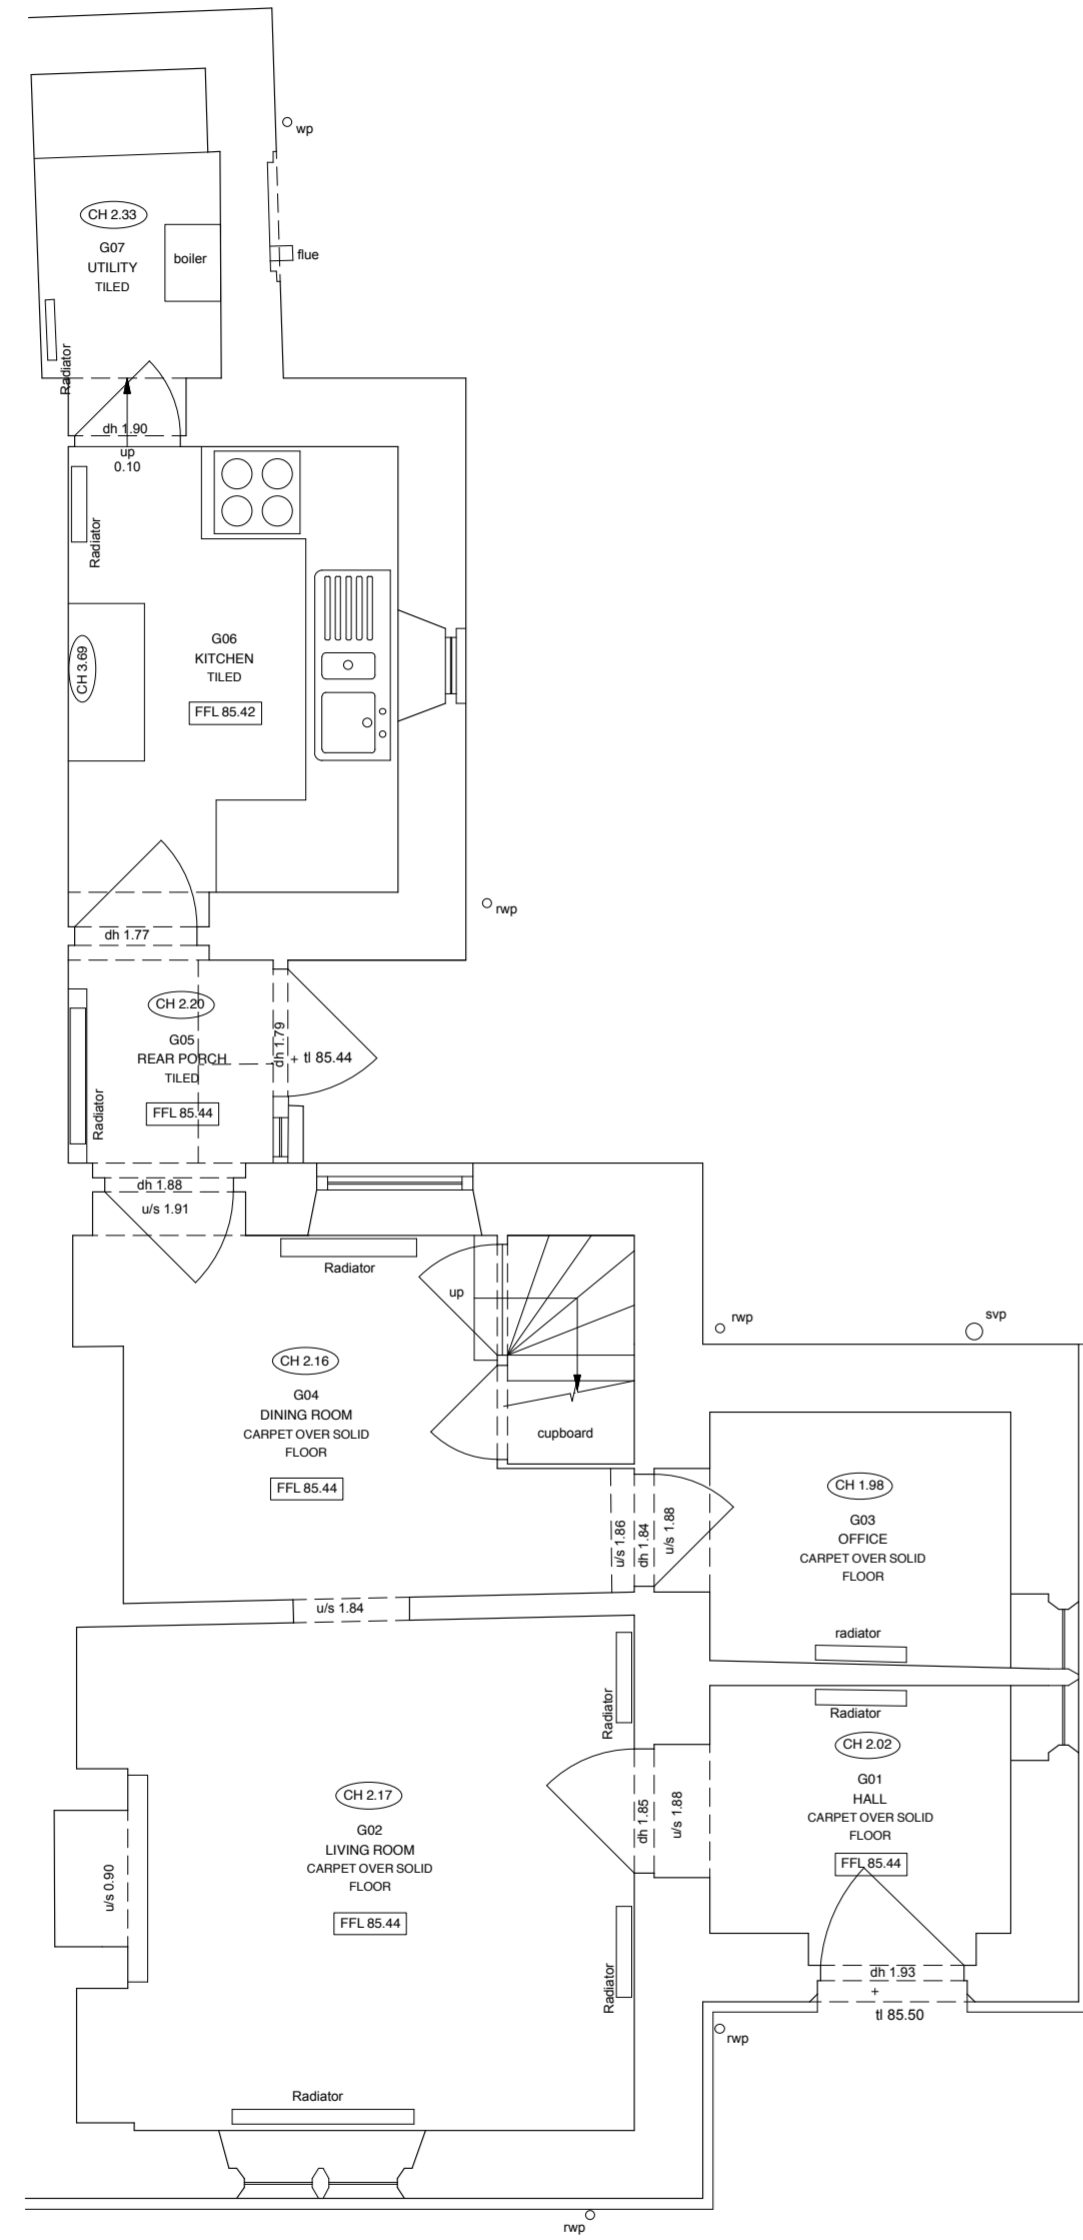 wp
CH 2.33
G07
UTILITY
TILED
boiler
flue
Radiator
dh 1.90
up
0.10
Radiator
G06
KITCHEN
TILED
CH 3.69
FFL 85.42
rwp
dh 1.77
CH 2.20
G05
REAR PORCH
TILED
dh 1.79
+ tl 85.44
FFL 85.44
Radiator
dh 1.88
u/s 1.91
Radiator
up
rwp
svp
CH 2.16
G04
DINING ROOM
CARPET OVER SOLID
FLOOR
FFL 85.44
cupboard
CH 1.98
G03
OFFICE
CARPET OVER SOLID
FLOOR
u/s 1.86
dh 1.84
u/s 1.88
u/s 1.84
radiator
Radiator
Radiator
CH 2.02
G01
HALL
CARPET OVER SOLID
FLOOR
FFL 85.44
dh 1.85
u/s 1.88
CH 2.17
G02
LIVING ROOM
CARPET OVER SOLID
FLOOR
FFL 85.44
u/s 0.90
Radiator
dh 1.93
+
tl 85.50
rwp
Radiator
rwp